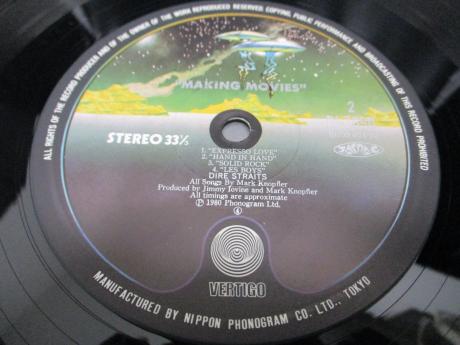 ALL RIGHTS OF THE RECORD PRODUCER AND OF THE OWNER OF THE WORK REPRODUCED RESERVED. COPYING, PUBLIC PERFORMANCE AND BROADCASTING OF THIS RECORD PROHIBITED
"MAKING MOVIES"
2
STEREO 33⅓
JASRAC
1. "EXPRESSO LOVE"
2. "HAND IN HAND"
3. "SOLID ROCK"
4. "LES BOYS"
DIRE STRAITS
All Songs By Mark Knopfler
Produced by Jimmy Iovine and Mark Knopfler
All timings are approximate
Ⓟ 1980 Phonogram Ltd.
4
VERTIGO
MANUFACTURED BY NIPPON PHONOGRAM CO. LTD., TOKYO